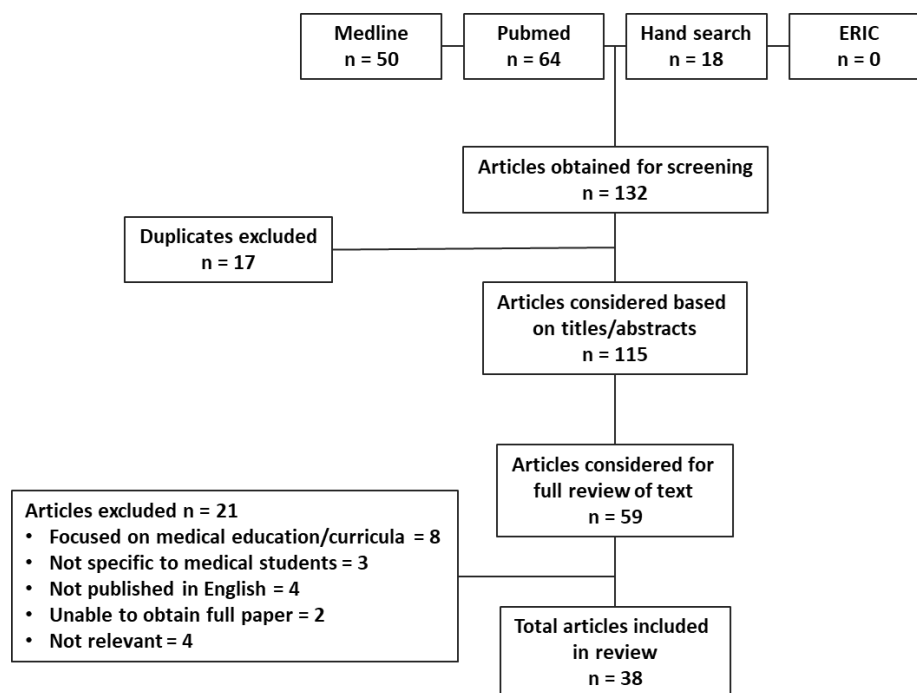 Medline
n = 50
Pubmed
n = 64
Hand search
n = 18
ERIC
n = 0
Articles obtained for screening
n = 132
Duplicates excluded
n = 17
Articles considered based
on titles/abstracts
n = 115
Articles considered for
full review of text
n = 59
Articles excluded n = 21
• Focused on medical education/curricula = 8
• Not specific to medical students = 3
• Not published in English = 4
• Unable to obtain full paper = 2
• Not relevant = 4
Total articles included
in review
n = 38